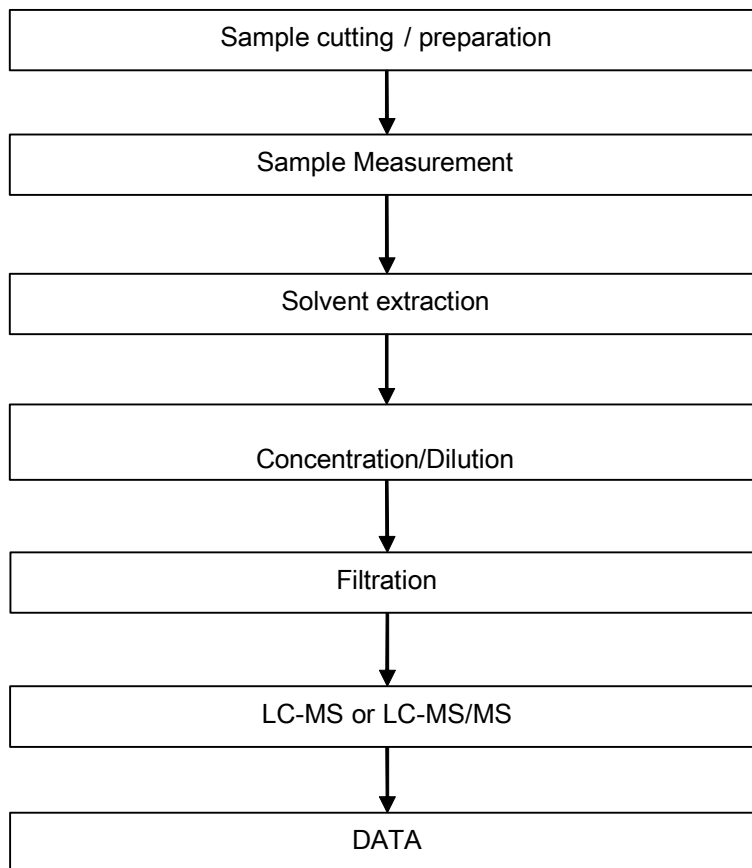 Sample cutting / preparation
Sample Measurement
Solvent extraction
Concentration/Dilution
Filtration
LC-MS or LC-MS/MS
DATA